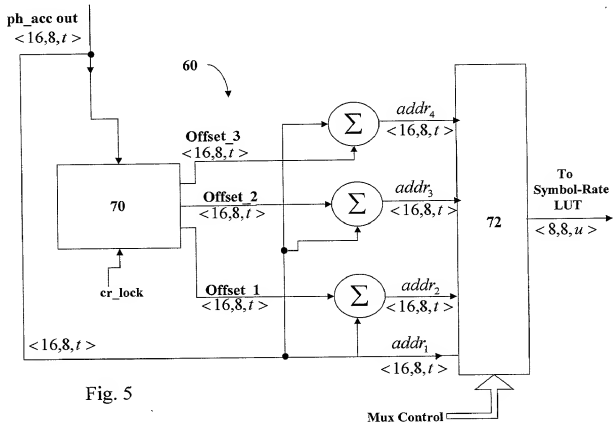 ph_acc out
<16,8,t>
60
Offset_3
<16,8,t>
Σ
addr4
<16,8,t>
70
Offset_2
<16,8,t>
Σ
addr3
<16,8,t>
72
To
Symbol-Rate
LUT
<8,8,u>
cr_lock
Offset_1
<16,8,t>
Σ
addr2
<16,8,t>
<16,8,t>
addr1
<16,8,t>
Fig. 5
Mux Control